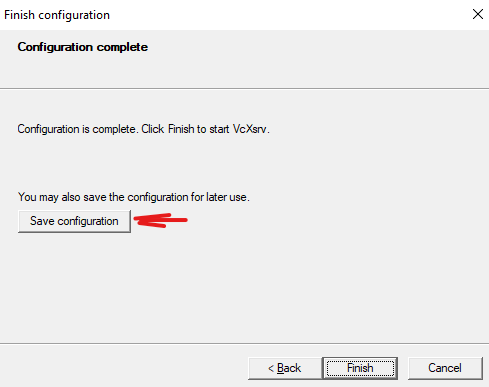 Finish configuration
Configuration complete
Configuration is complete. Click Finish to start VcXsrv.
You may also save the configuration for later use.
Save configuration
< Back
Finish
Cancel